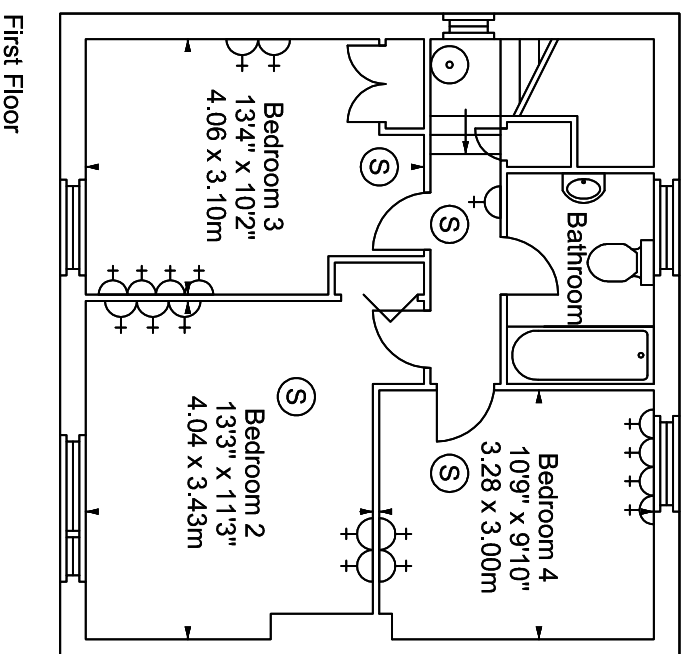 First Floor
Bedroom 3
13'4" x 10'2"
4.06 x 3.10m
S
S
Bathroom
S
Bedroom 2
13'3" x 11'3"
4.04 x 3.43m
S
Bedroom 4
10'9" x 9'10"
3.28 x 3.00m